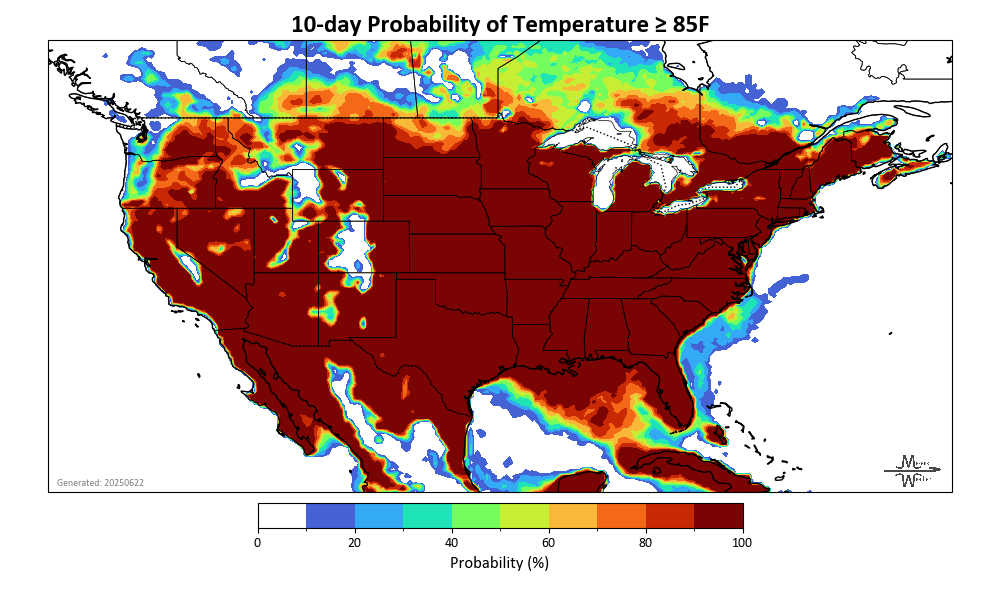 10-day Probability of Temperature ≥ 85F
Generated: 20250622
0 20 40 60 80 100
Probability (%)